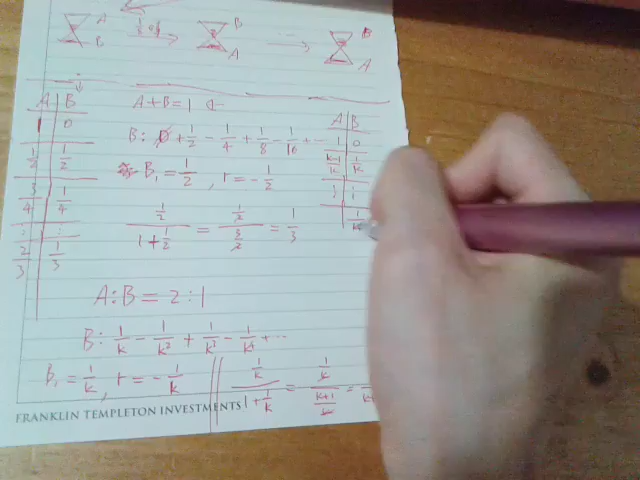 A B
B A
B A
A B
1 0
1/2 1/2
3/4 1/4
: :
2/3 1/3
A+B=1
B: +1/2-1/4+1/8-1/16+...
B₁=1/2, r=-1/2
(1/2)/(1+1/2) = (1/2)/(3/2) = 1/3
A:B=2:1
B: 1/k - 1/k² + 1/k³ - 1/k⁴ + ...
B₁=1/k, r=-1/k
(1/k)/(1+1/k) = (1/k)/((k+1)/k) =
A B
1 0
(k-1)/k 1/k
FRANKLIN TEMPLETON INVESTMENTS